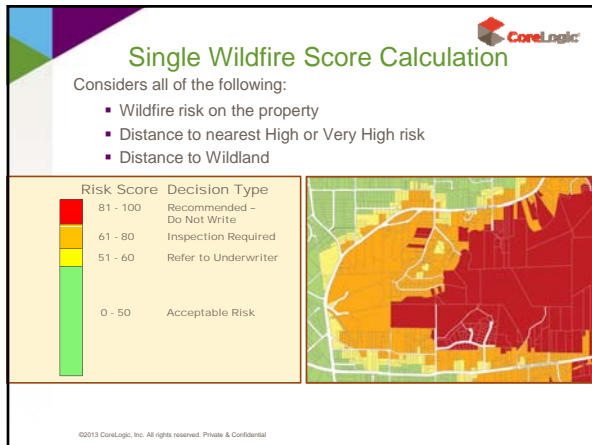 CoreLogic
Single Wildfire Score Calculation
Considers all of the following:
Wildfire risk on the property
Distance to nearest High or Very High risk
Distance to Wildland
Risk Score Decision Type
81 - 100 Recommended –
Do Not Write
61 - 80 Inspection Required
51 - 60 Refer to Underwriter
0 - 50 Acceptable Risk
©2013 CoreLogic, Inc. All rights reserved. Private & Confidential